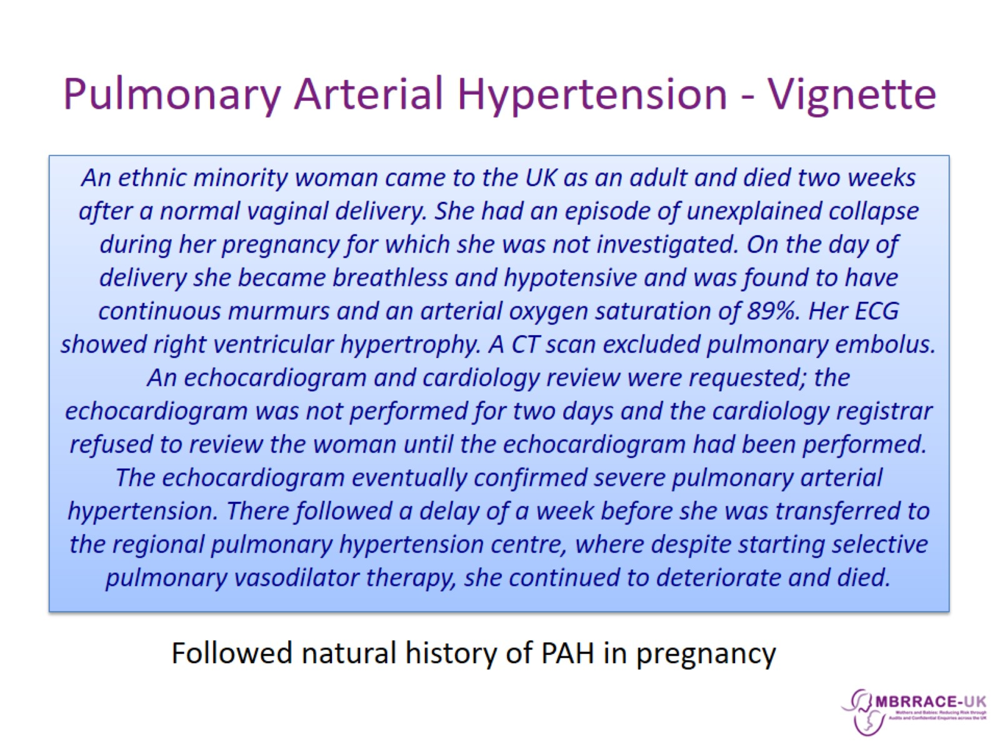 Pulmonary Arterial Hypertension - Vignette
An ethnic minority woman came to the UK as an adult and died two weeks
after a normal vaginal delivery. She had an episode of unexplained collapse
during her pregnancy for which she was not investigated. On the day of
delivery she became breathless and hypotensive and was found to have
continuous murmurs and an arterial oxygen saturation of 89%. Her ECG
showed right ventricular hypertrophy. A CT scan excluded pulmonary embolus.
An echocardiogram and cardiology review were requested; the
echocardiogram was not performed for two days and the cardiology registrar
refused to review the woman until the echocardiogram had been performed.
The echocardiogram eventually confirmed severe pulmonary arterial
hypertension. There followed a delay of a week before she was transferred to
the regional pulmonary hypertension centre, where despite starting selective
pulmonary vasodilator therapy, she continued to deteriorate and died.
Followed natural history of PAH in pregnancy
MBRRACE-UK
Mothers and Babies: Reducing Risk through
Audits and Confidential Enquiries across the UK